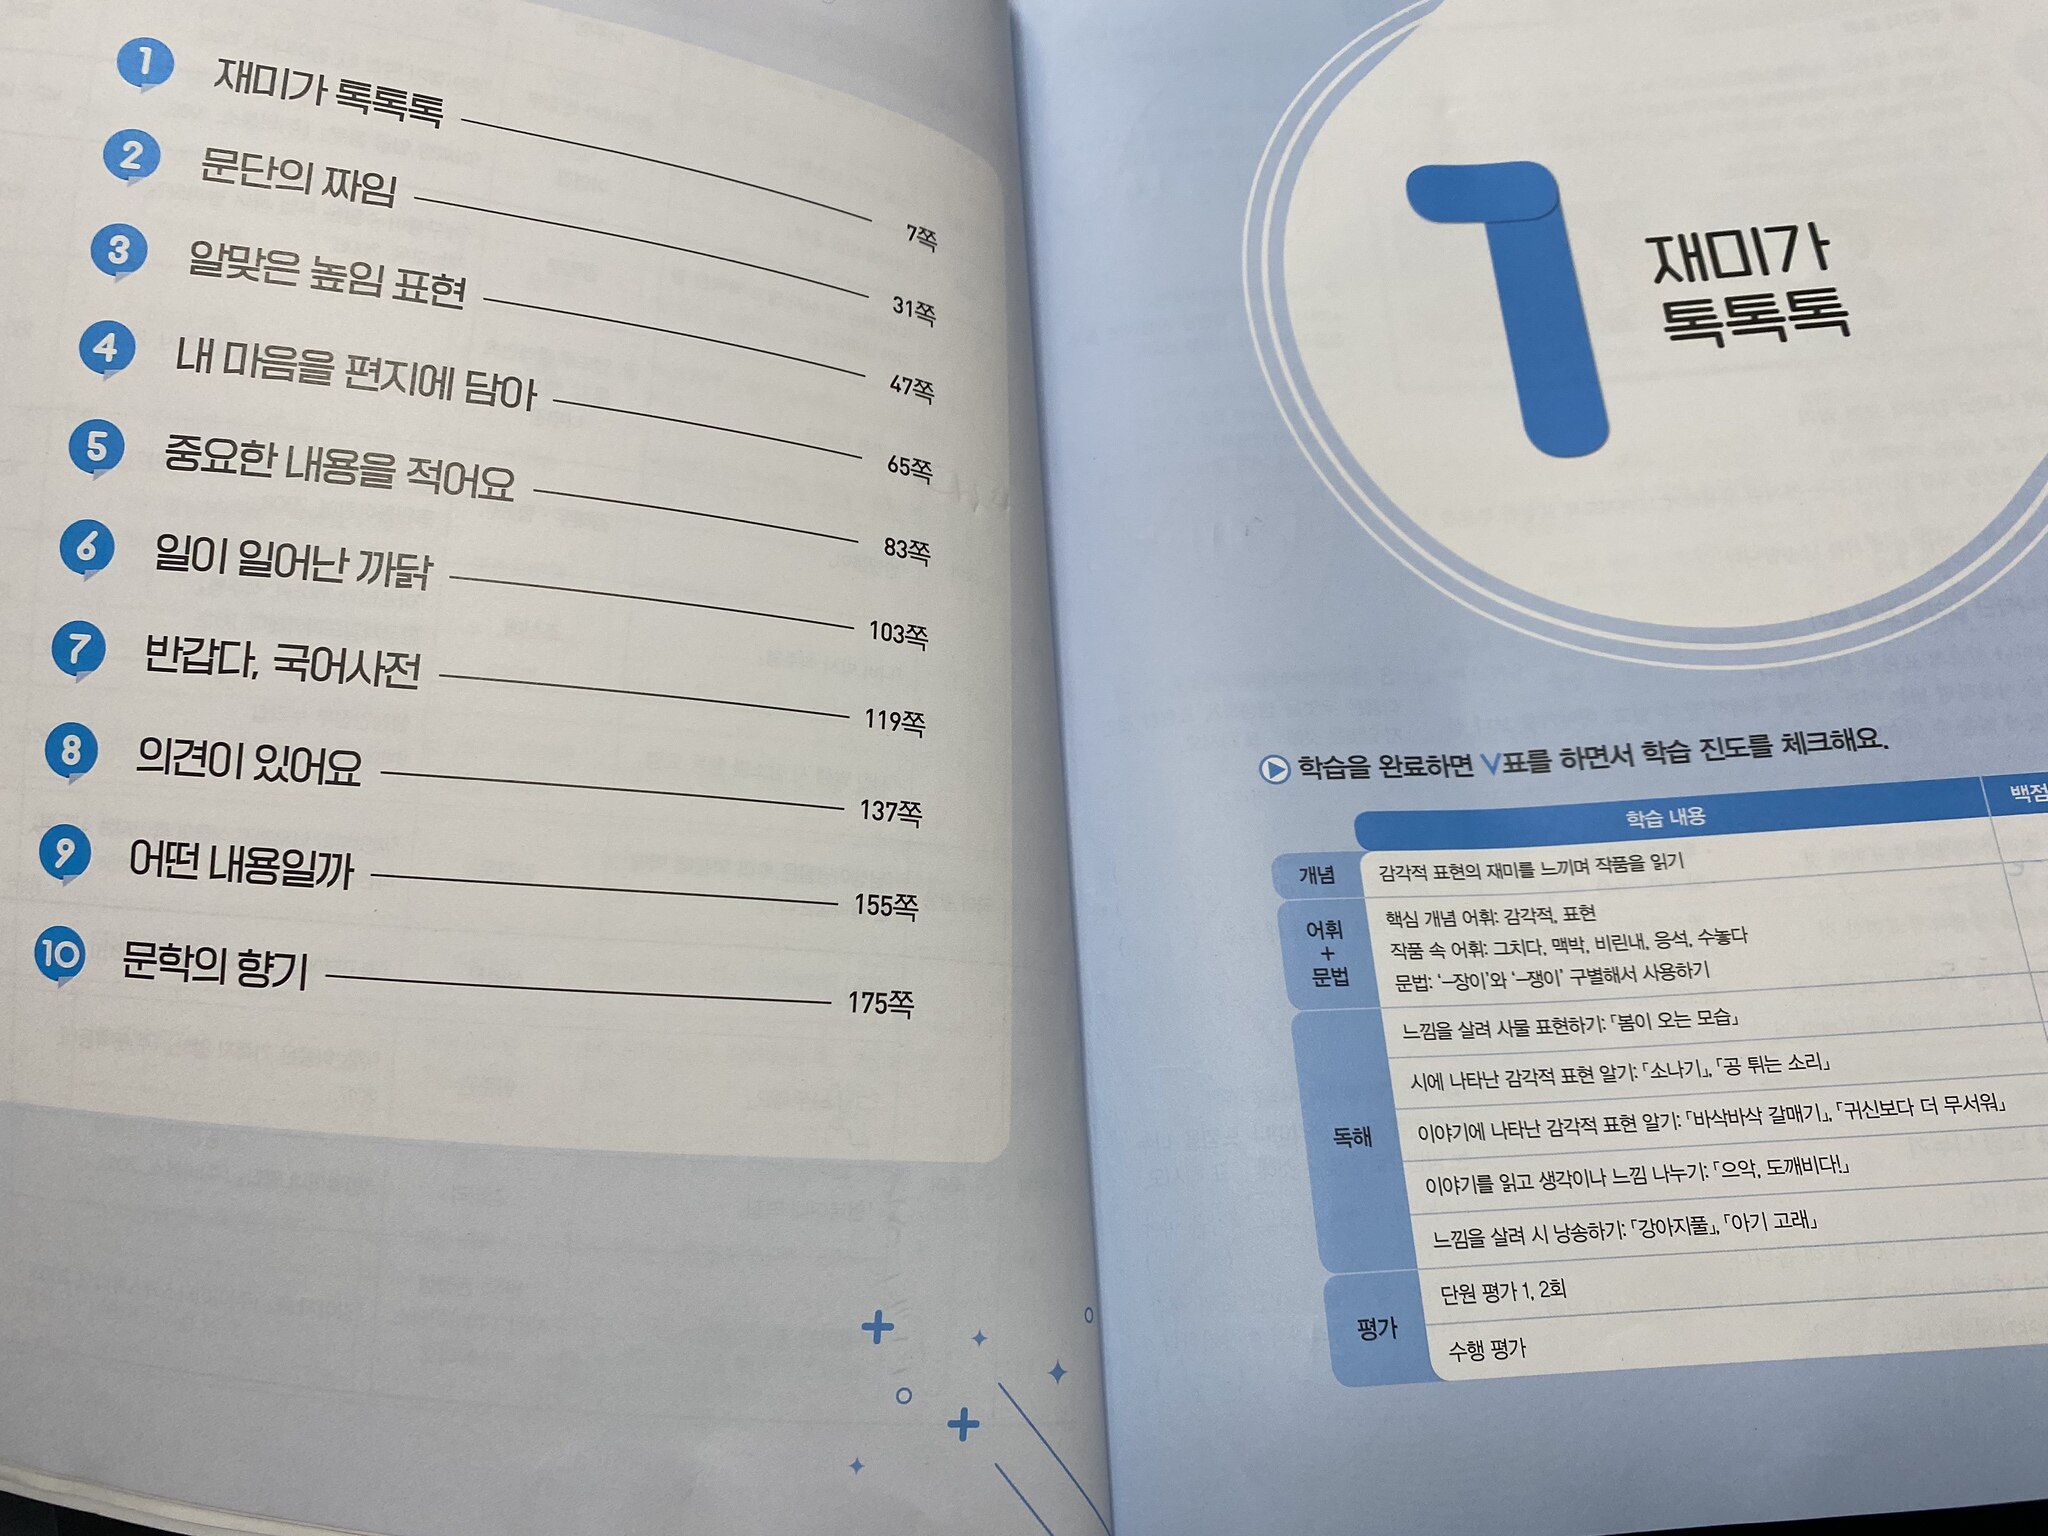 1 재미가 톡톡톡 7쪽
2 문단의 짜임 31쪽
3 알맞은 높임 표현 47쪽
4 내 마음을 편지에 담아 65쪽
5 중요한 내용을 적어요 83쪽
6 일이 일어난 까닭 103쪽
7 반갑다, 국어사전 119쪽
8 의견이 있어요 137쪽
9 어떤 내용일까 155쪽
10 문학의 향기 175쪽
1
재미가
톡톡톡
학습을 완료하면 V표를 하면서 학습 진도를 체크해요.
학습 내용 백점
개념 감각적 표현의 재미를 느끼며 작품을 읽기
어휘 + 문법
핵심 개념 어휘: 감각적, 표현
작품 속 어휘: 그치다, 맥박, 비린내, 응석, 수놓다
문법: ‘–장이’와 ‘–쟁이’ 구별해서 사용하기
독해
느낌을 살려 사물 표현하기: 「봄이 오는 모습」
시에 나타난 감각적 표현 알기: 「소나기」, 「공 튀는 소리」
이야기에 나타난 감각적 표현 알기: 「바삭바삭 갈매기」, 「귀신보다 더 무서워」
이야기를 읽고 생각이나 느낌 나누기: 「으악, 도깨비다!」
느낌을 살려 시 낭송하기: 「강아지풀」, 「아기 고래」
평가
단원 평가 1, 2회
수행 평가